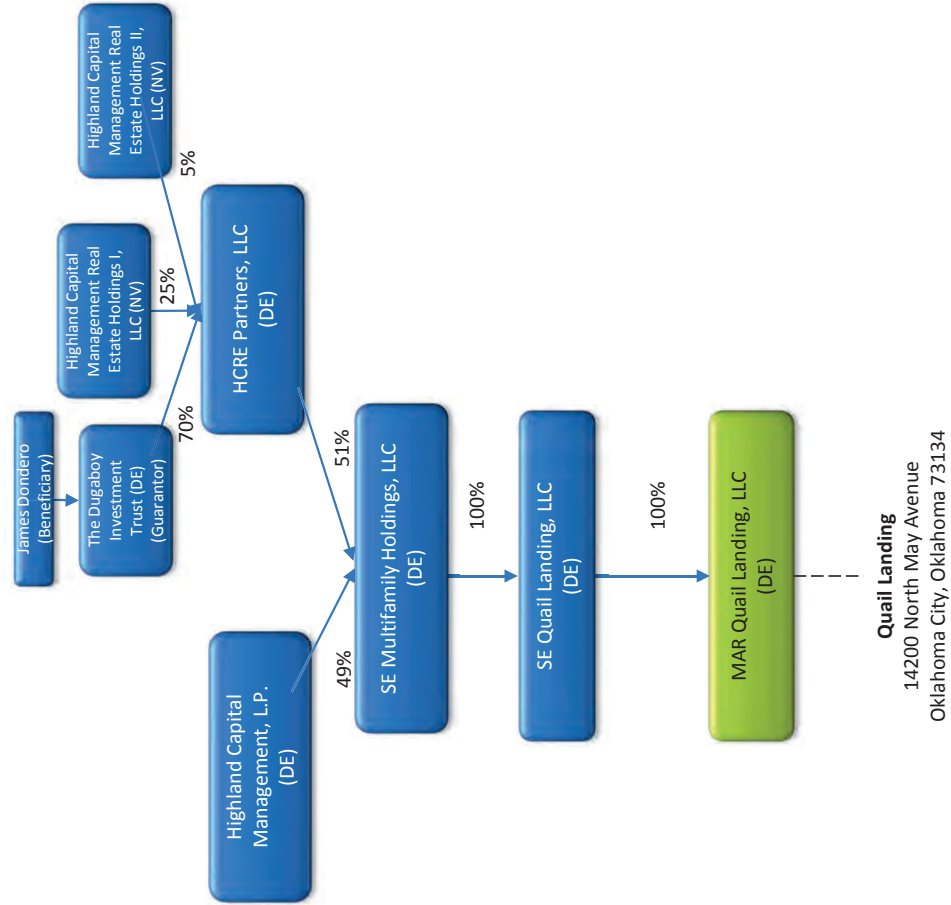 James Dondero
(Beneficiary)
The Dugaboy
Investment
Trust (DE)
(Guarantor)
Highland Capital
Management Real
Estate Holdings I,
LLC (NV)
Highland Capital
Management Real
Estate Holdings II,
LLC (NV)
70%
25%
5%
Highland Capital
Management, L.P.
(DE)
HCRE Partners, LLC
(DE)
49%
51%
SE Multifamily Holdings, LLC
(DE)
100%
SE Quail Landing, LLC
(DE)
100%
MAR Quail Landing, LLC
(DE)
Quail Landing
14200 North May Avenue
Oklahoma City, Oklahoma 73134